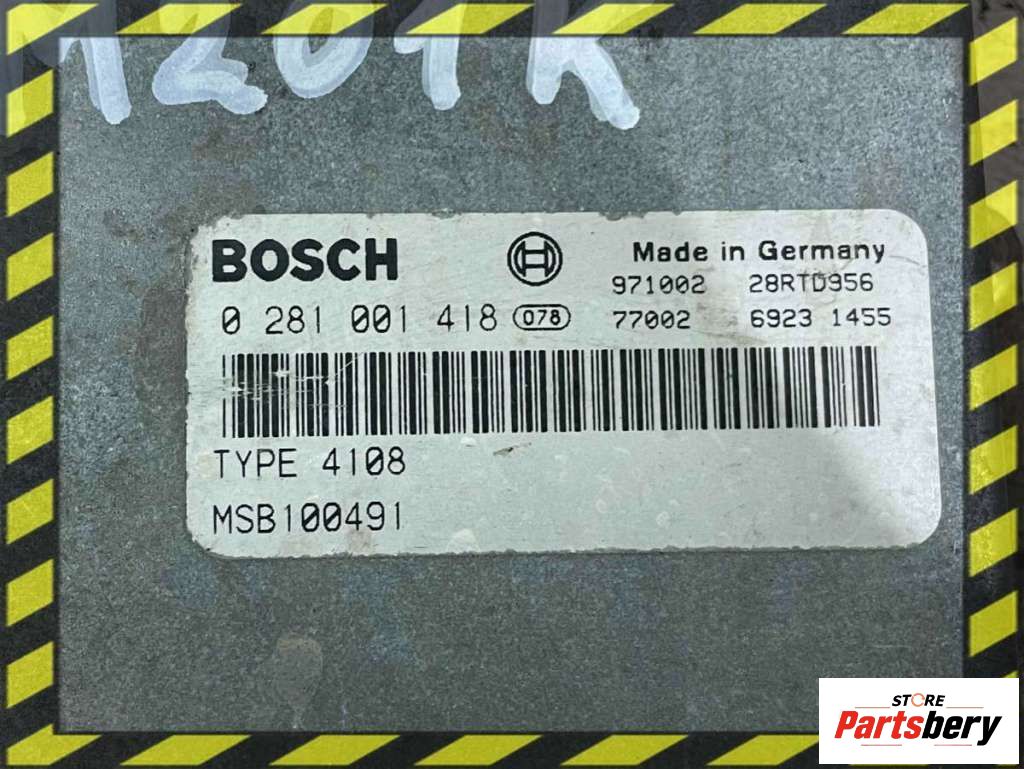 1201K
BOSCH
Made in Germany
971002 28RTD956
0 281 001 418 078 77002 6923 1455
TYPE 4108
MSB100491
STORE
Partsbery